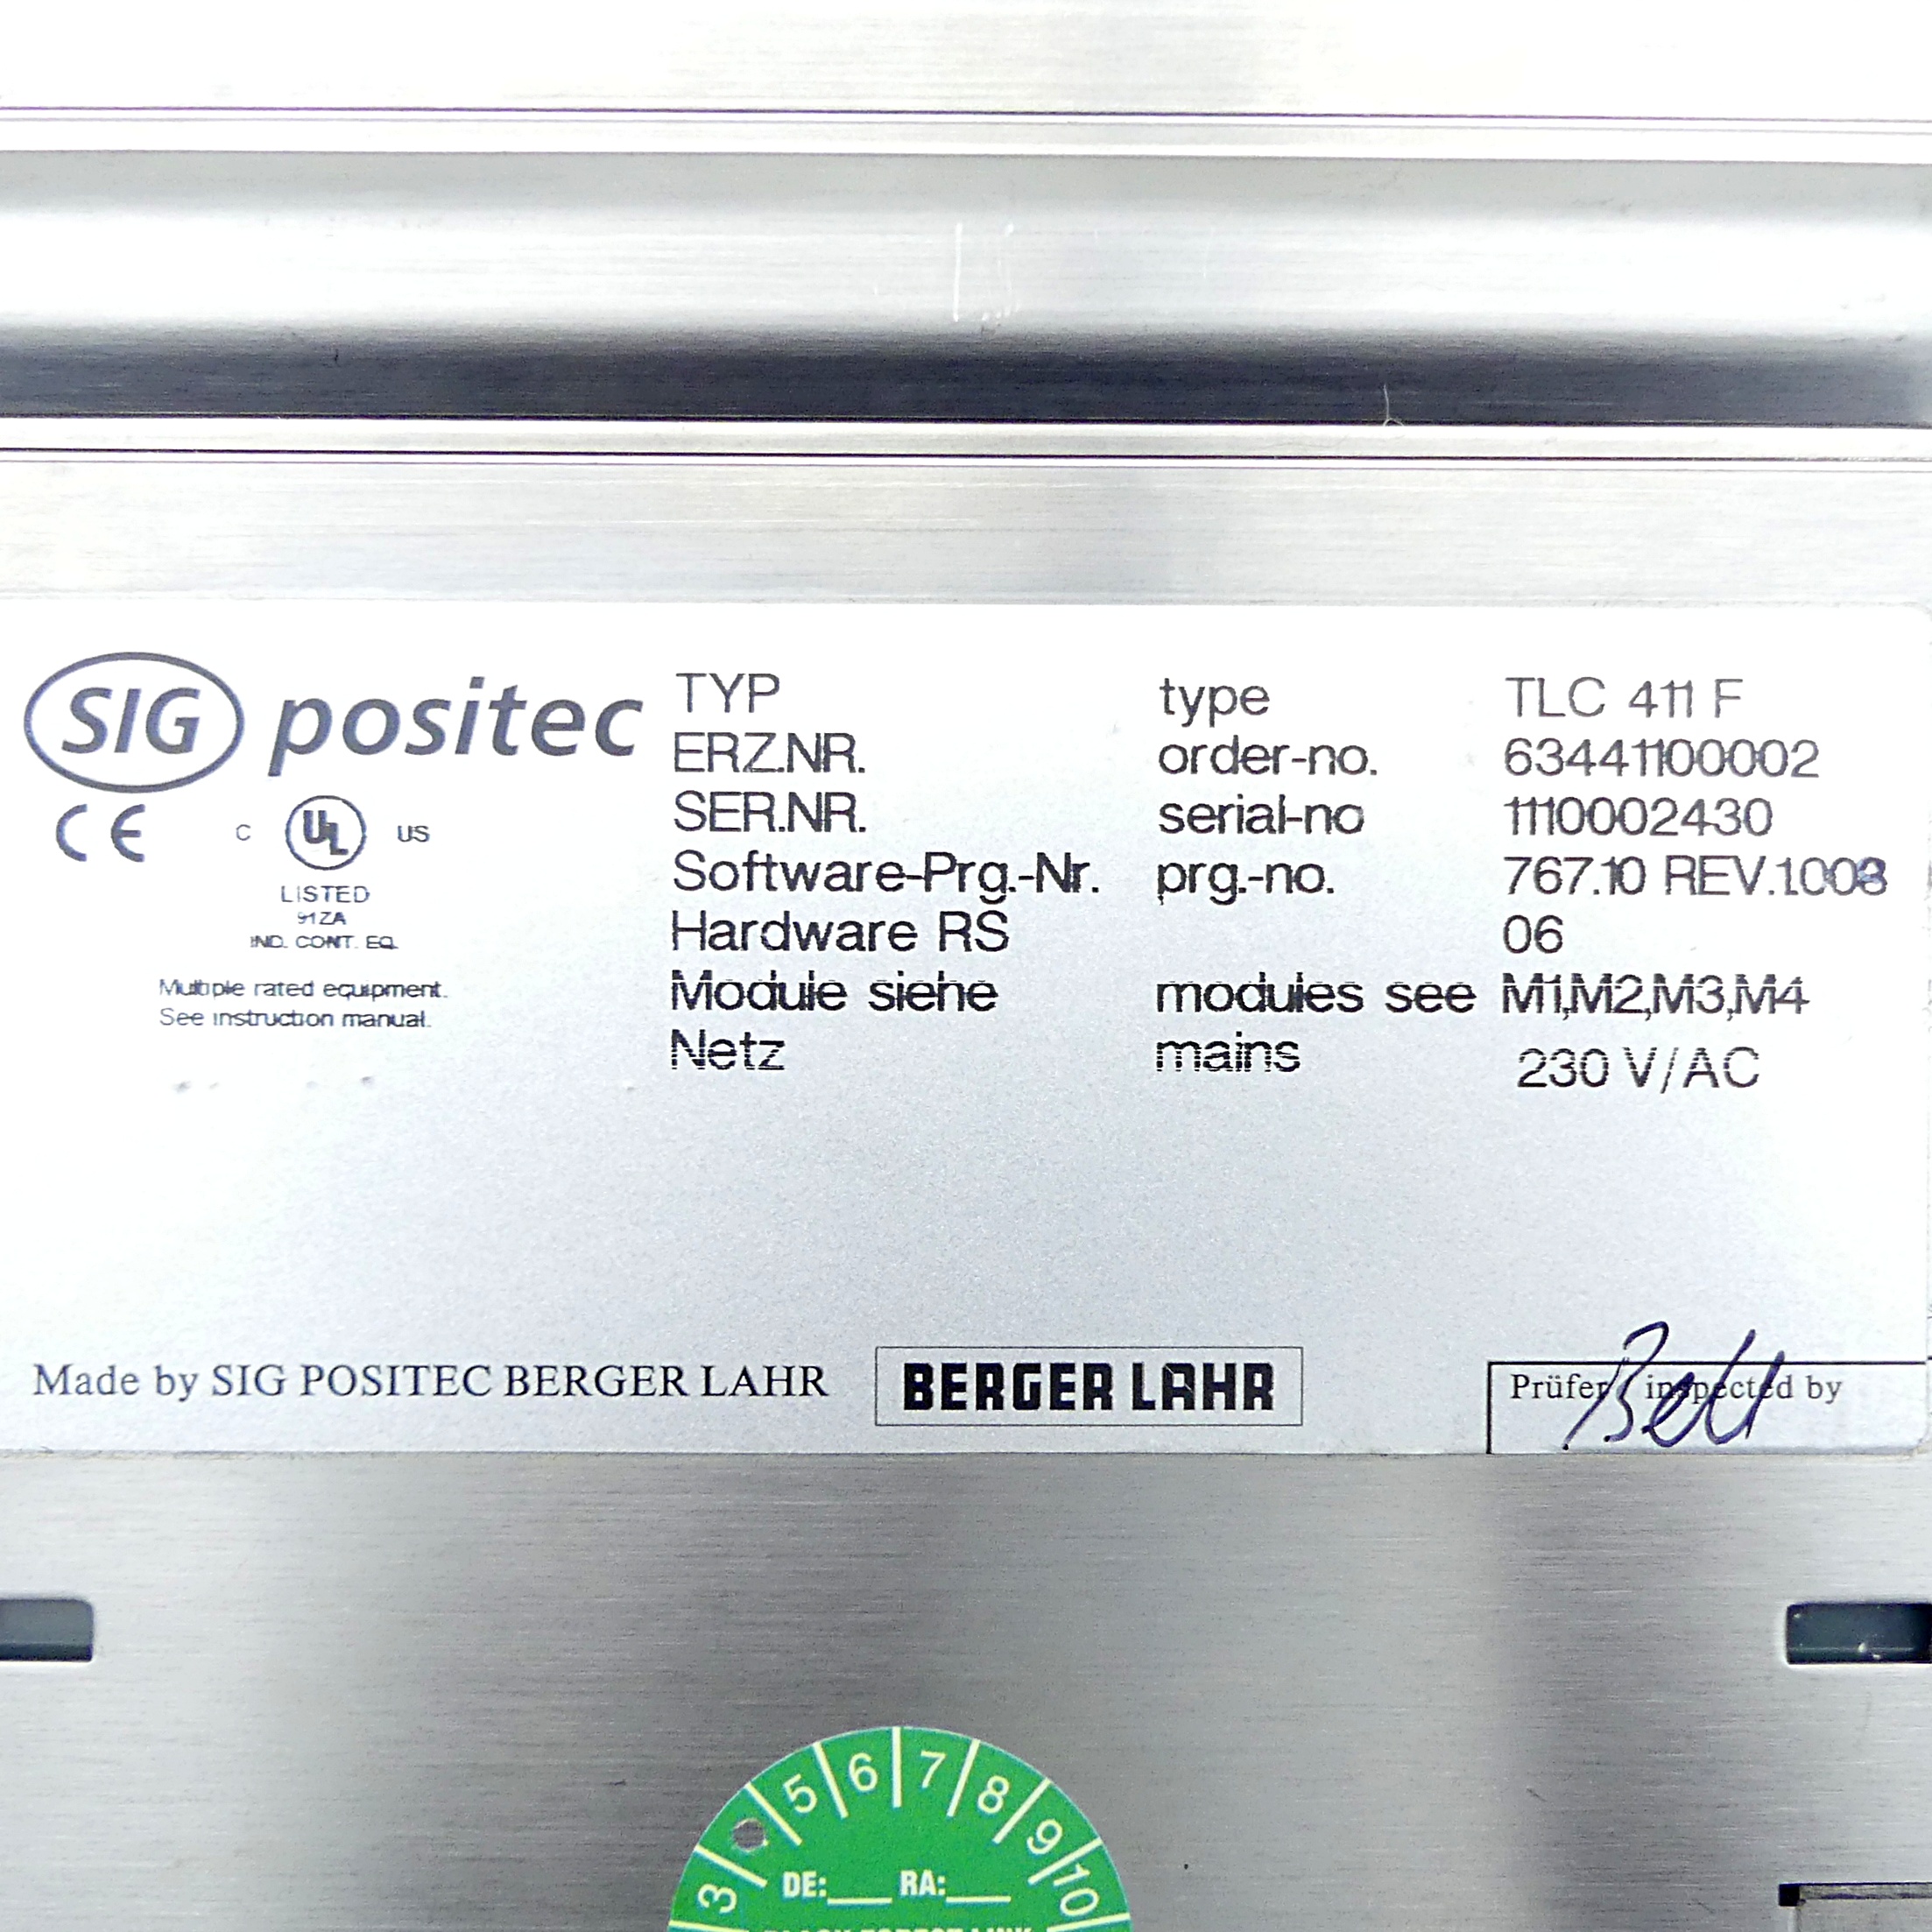 SIG positec
CE
C UL US
LISTED
91ZA
IND. CONT. EQ.
Multiple rated equipment.
See instruction manual.
TYP type TLC 411 F
ERZ.NR. order-no. 63441100002
SER.NR. serial-no 1110002430
Software-Prg.-Nr. prg.-no. 767.10 REV.1.003
Hardware RS 06
Module siehe modules see M1,M2,M3,M4
Netz mains 230 V/AC
Made by SIG POSITEC BERGER LAHR
BERGER LAHR
Prüfer inspected by
3 5 6 7 8 9 10
DE:___ RA:___